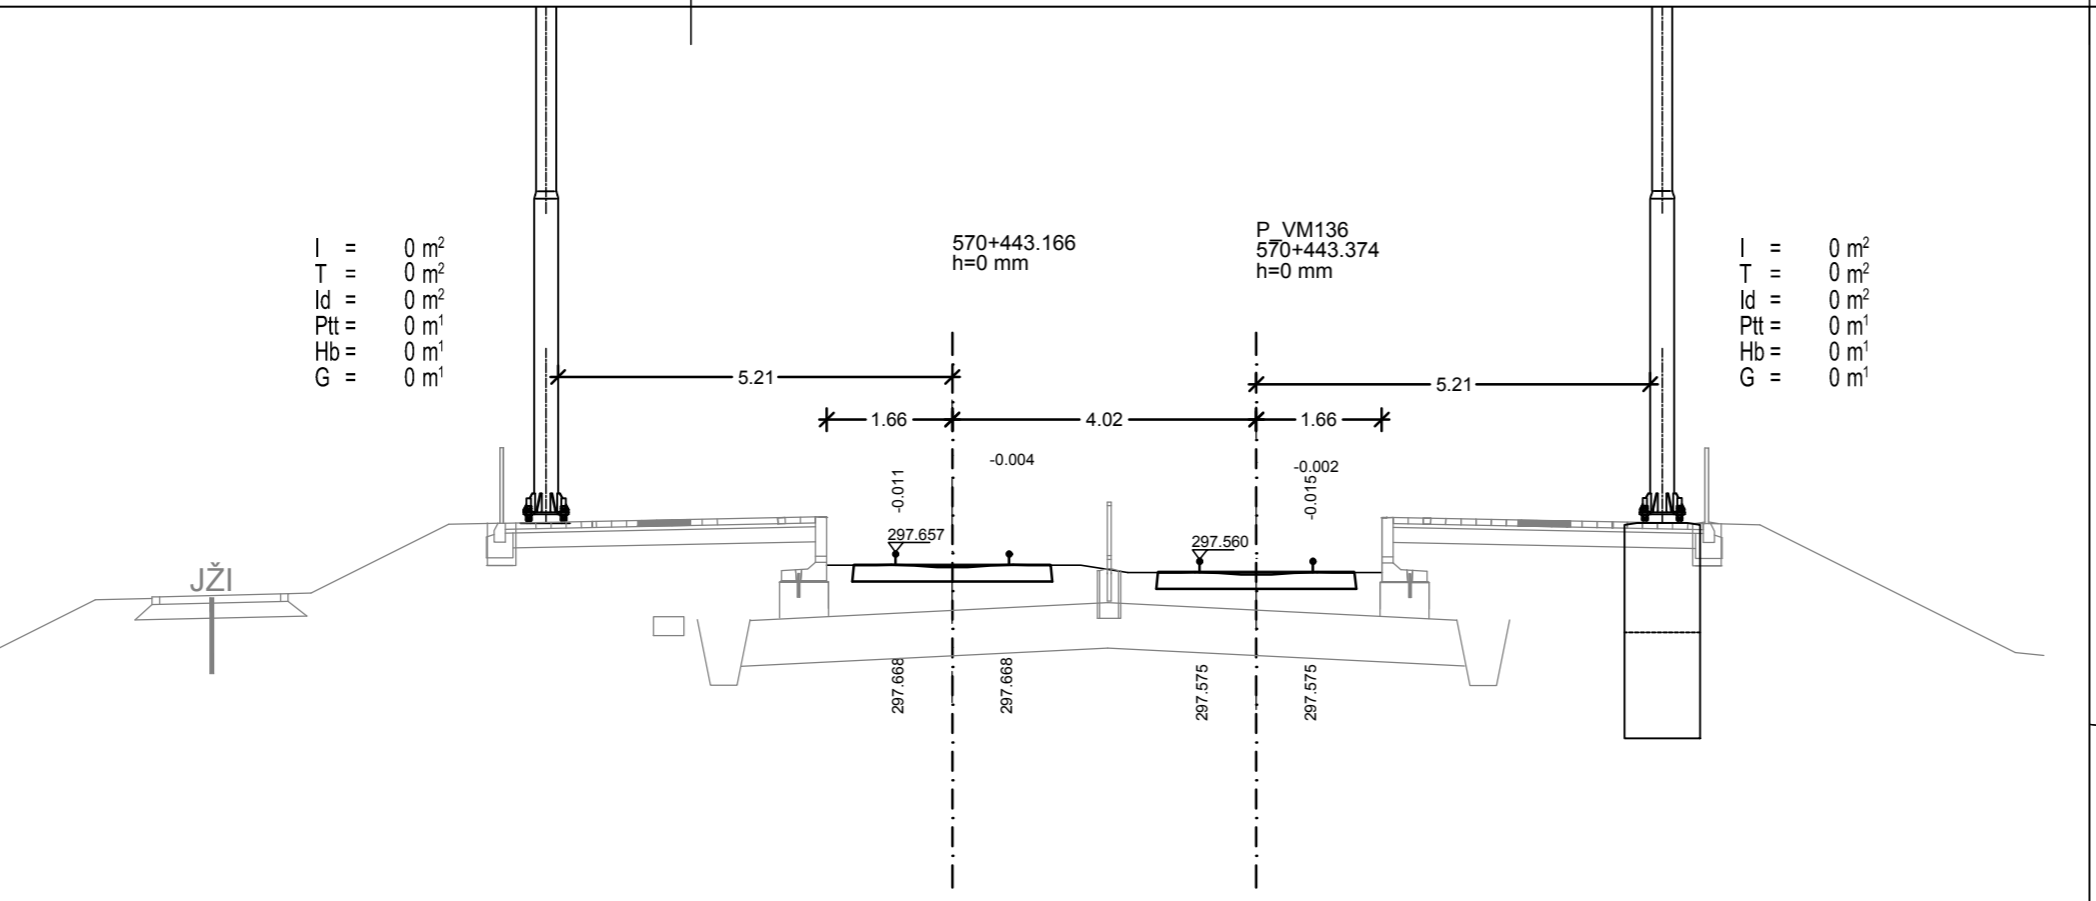 I = 0 m²
T = 0 m²
Id = 0 m²
Ptt = 0 m¹
Hb = 0 m¹
G = 0 m¹
570+443.166
h=0 mm
P_VM136
570+443.374
h=0 mm
I = 0 m²
T = 0 m²
Id = 0 m²
Ptt = 0 m¹
Hb = 0 m¹
G = 0 m¹
5.21
5.21
1.66
4.02
1.66
-0.011
-0.004
-0.002
-0.015
297.657
297.560
JŽI
297.668
297.668
297.575
297.575